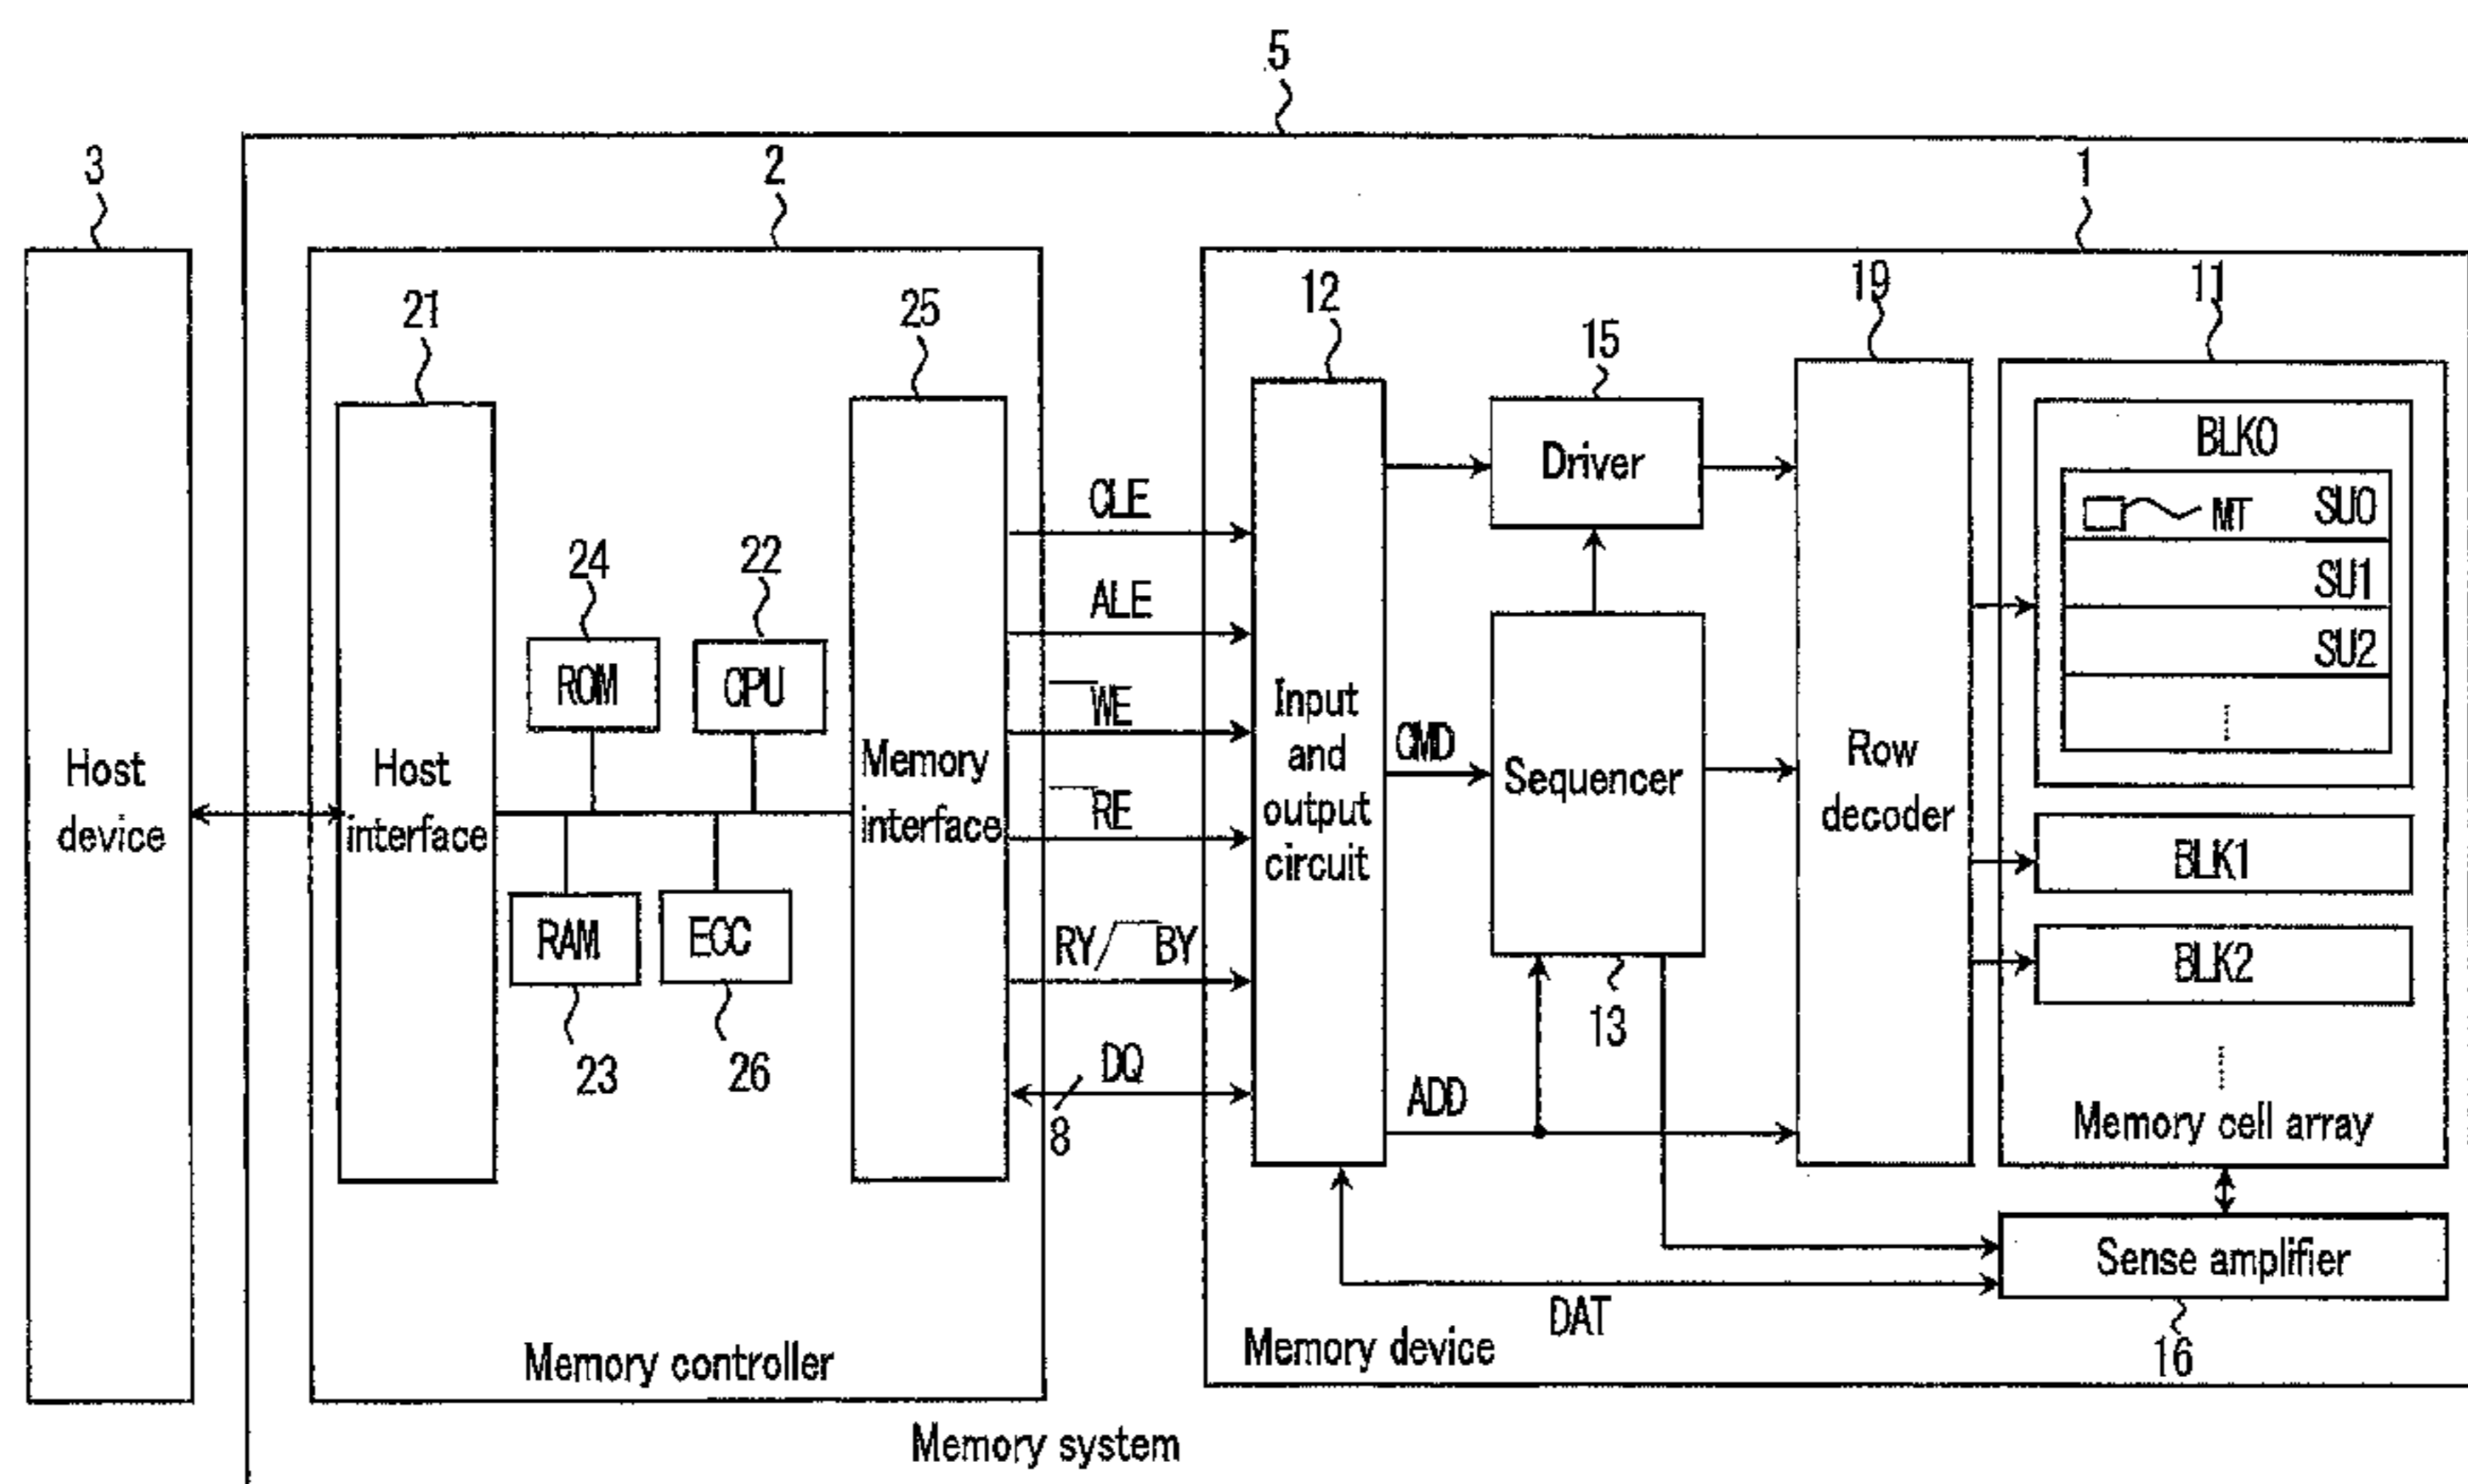 5
3
2
1
21
25
12
15
19
11
Driver
BLK0
MT
SU0
SU1
SU2
CLE
ALE
24
22
ROM
CPU
WE
RE
Host
device
Host
interface
Memory
interface
Input
and
output
circuit
CMD
Sequencer
Row
decoder
BLK1
BLK2
RAM
ECC
23
26
RY/BY
DQ
8
13
ADD
Memory cell array
DAT
Sense amplifier
16
Memory controller
Memory device
Memory system